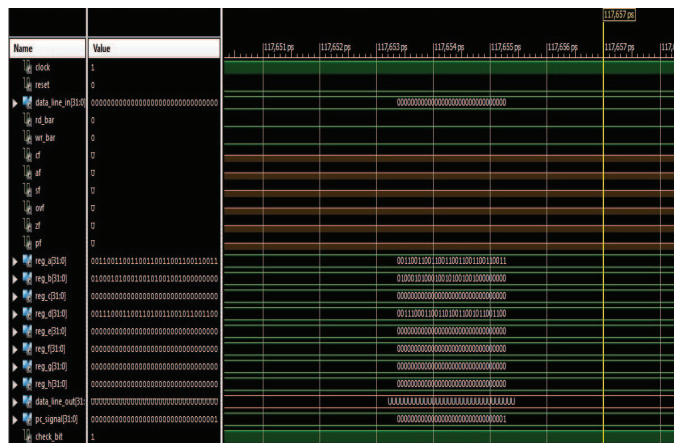 117,657 ps
Name Value 117,651 ps 117,652 ps 117,653 ps 117,654 ps 117,655 ps 117,656 ps 117,657 ps
clock 1
reset 0
data_line_in[31:0] 00000000000000000000000000000000 00000000000000000000000000000000
rd_bar 0
wr_bar 0
cf U
af U
sf U
ovf U
zf U
pf U
reg_a[31:0] 00110011001100110011001100110011 00110011001100110011001100110011
reg_b[31:0]
reg_c[31:0] 00000000000000000000000000000000 00000000000000000000000000000000
reg_d[31:0]
reg_e[31:0] 00000000000000000000000000000000 00000000000000000000000000000000
reg_f[31:0] 00000000000000000000000000000000 00000000000000000000000000000000
reg_g[31:0] 00000000000000000000000000000000 00000000000000000000000000000000
reg_h[31:0] 00000000000000000000000000000000 00000000000000000000000000000000
data_line_out[31: UUUUUUUUUUUUUUUUUUUUUUUUUUUUUUUU UUUUUUUUUUUUUUUUUUUUUUUUUUUUUUUU
pc_signal[31:0] 00000000000000000000000000000001 00000000000000000000000000000001
check_bit 1